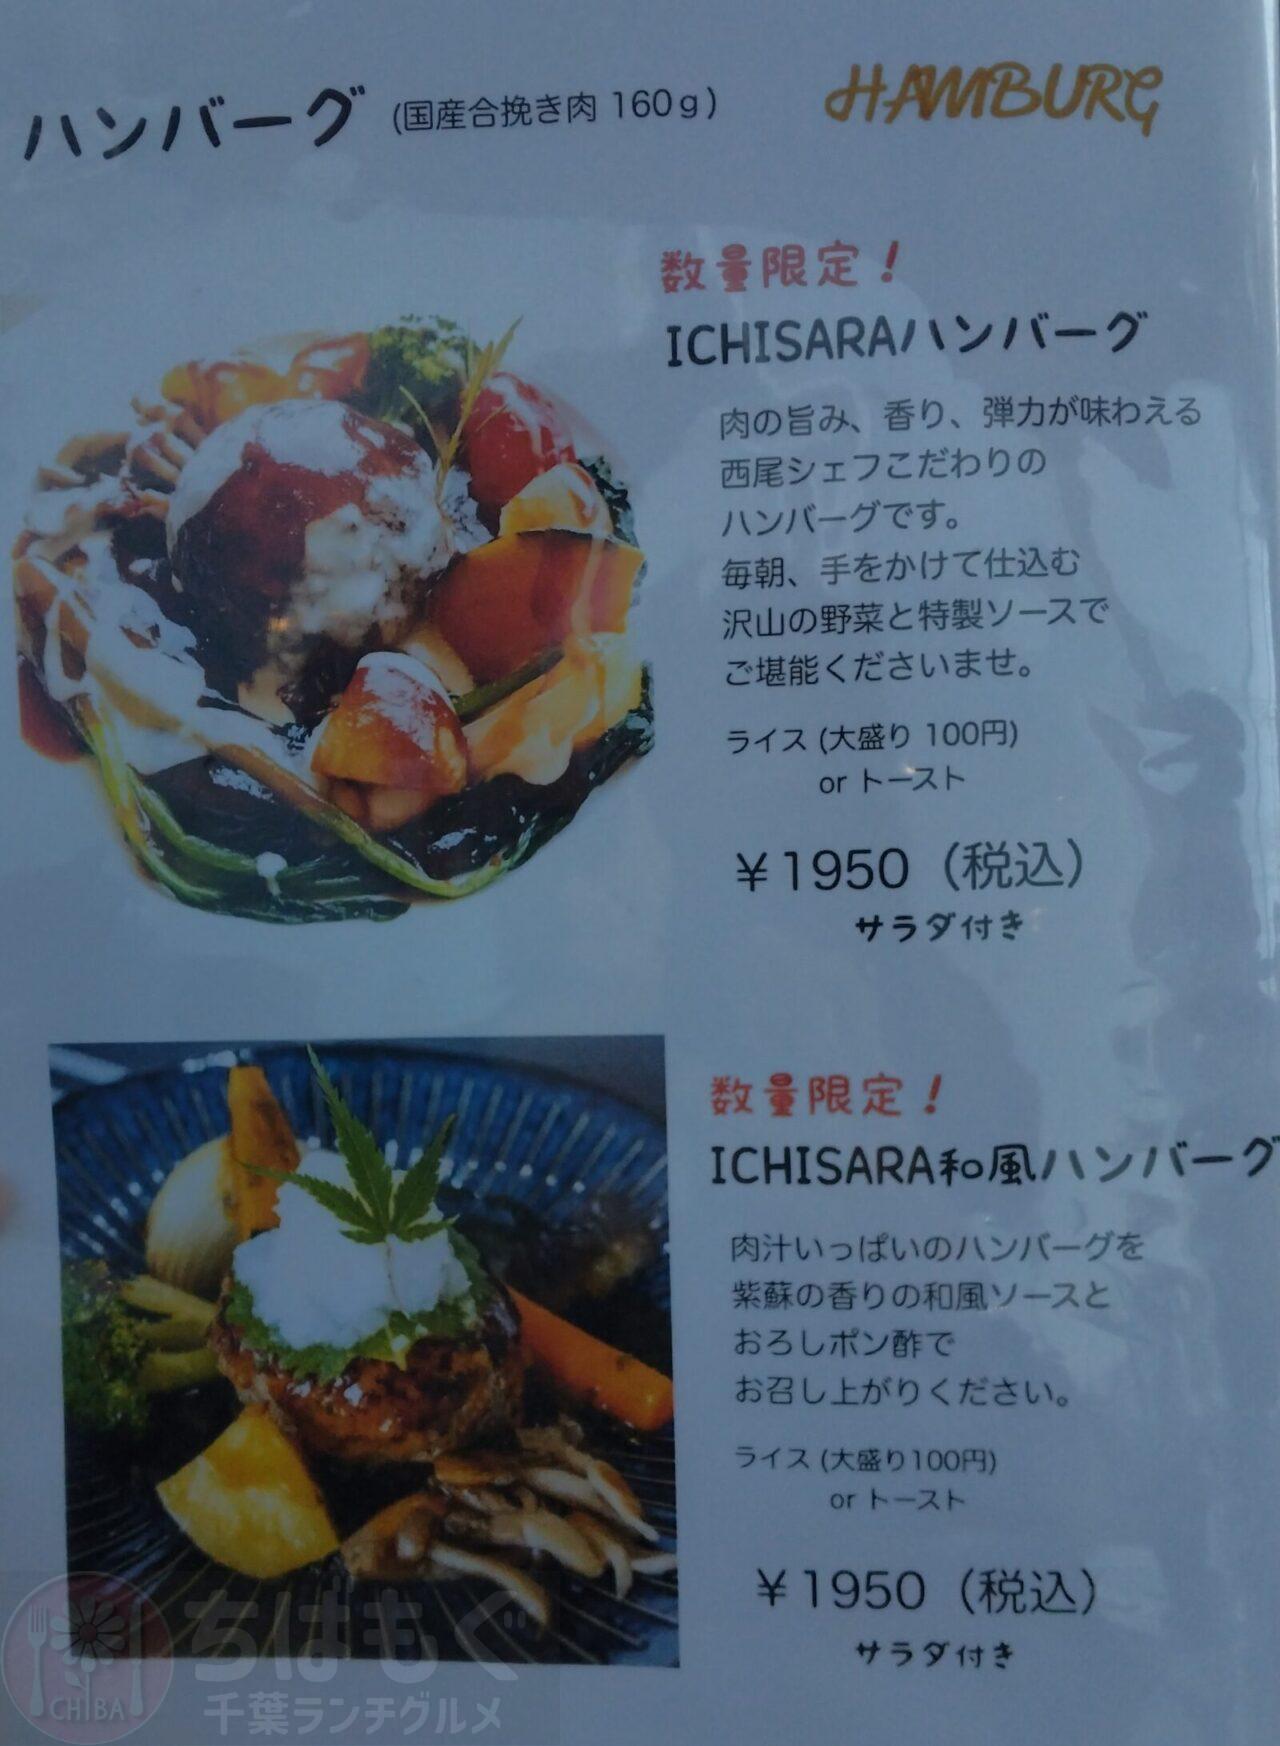 ハンバーグ (国産合挽き肉 160g)
HAMBURG
数量限定！
ICHISARAハンバーグ
肉の旨み、香り、弾力が味わえる
西尾シェフこだわりの
ハンバーグです。
毎朝、手をかけて仕込む
沢山の野菜と特製ソースで
ご堪能くださいませ。
ライス (大盛り 100円)
or トースト
￥1950（税込）
サラダ付き
数量限定！
ICHISARA和風ハンバーグ
肉汁いっぱいのハンバーグを
紫蘇の香りの和風ソースと
おろしポン酢で
お召し上がりください。
ライス (大盛り100円)
or トースト
￥1950（税込）
サラダ付き
CHIBA
ちばもぐ
千葉ランチグルメ